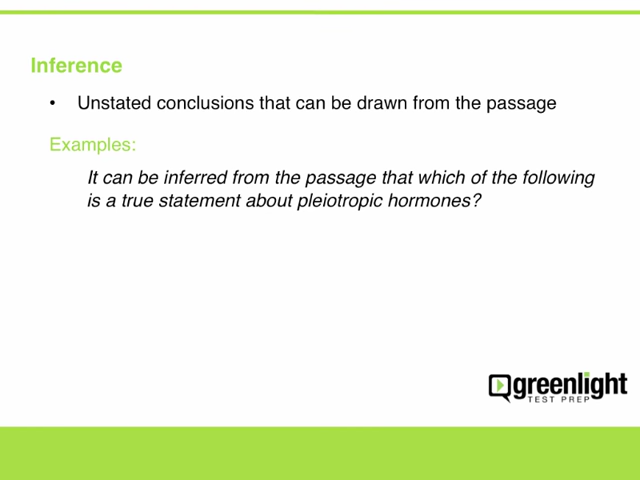 Inference
• Unstated conclusions that can be drawn from the passage
Examples:
It can be inferred from the passage that which of the following
is a true statement about pleiotropic hormones?
greenlight
TEST PREP